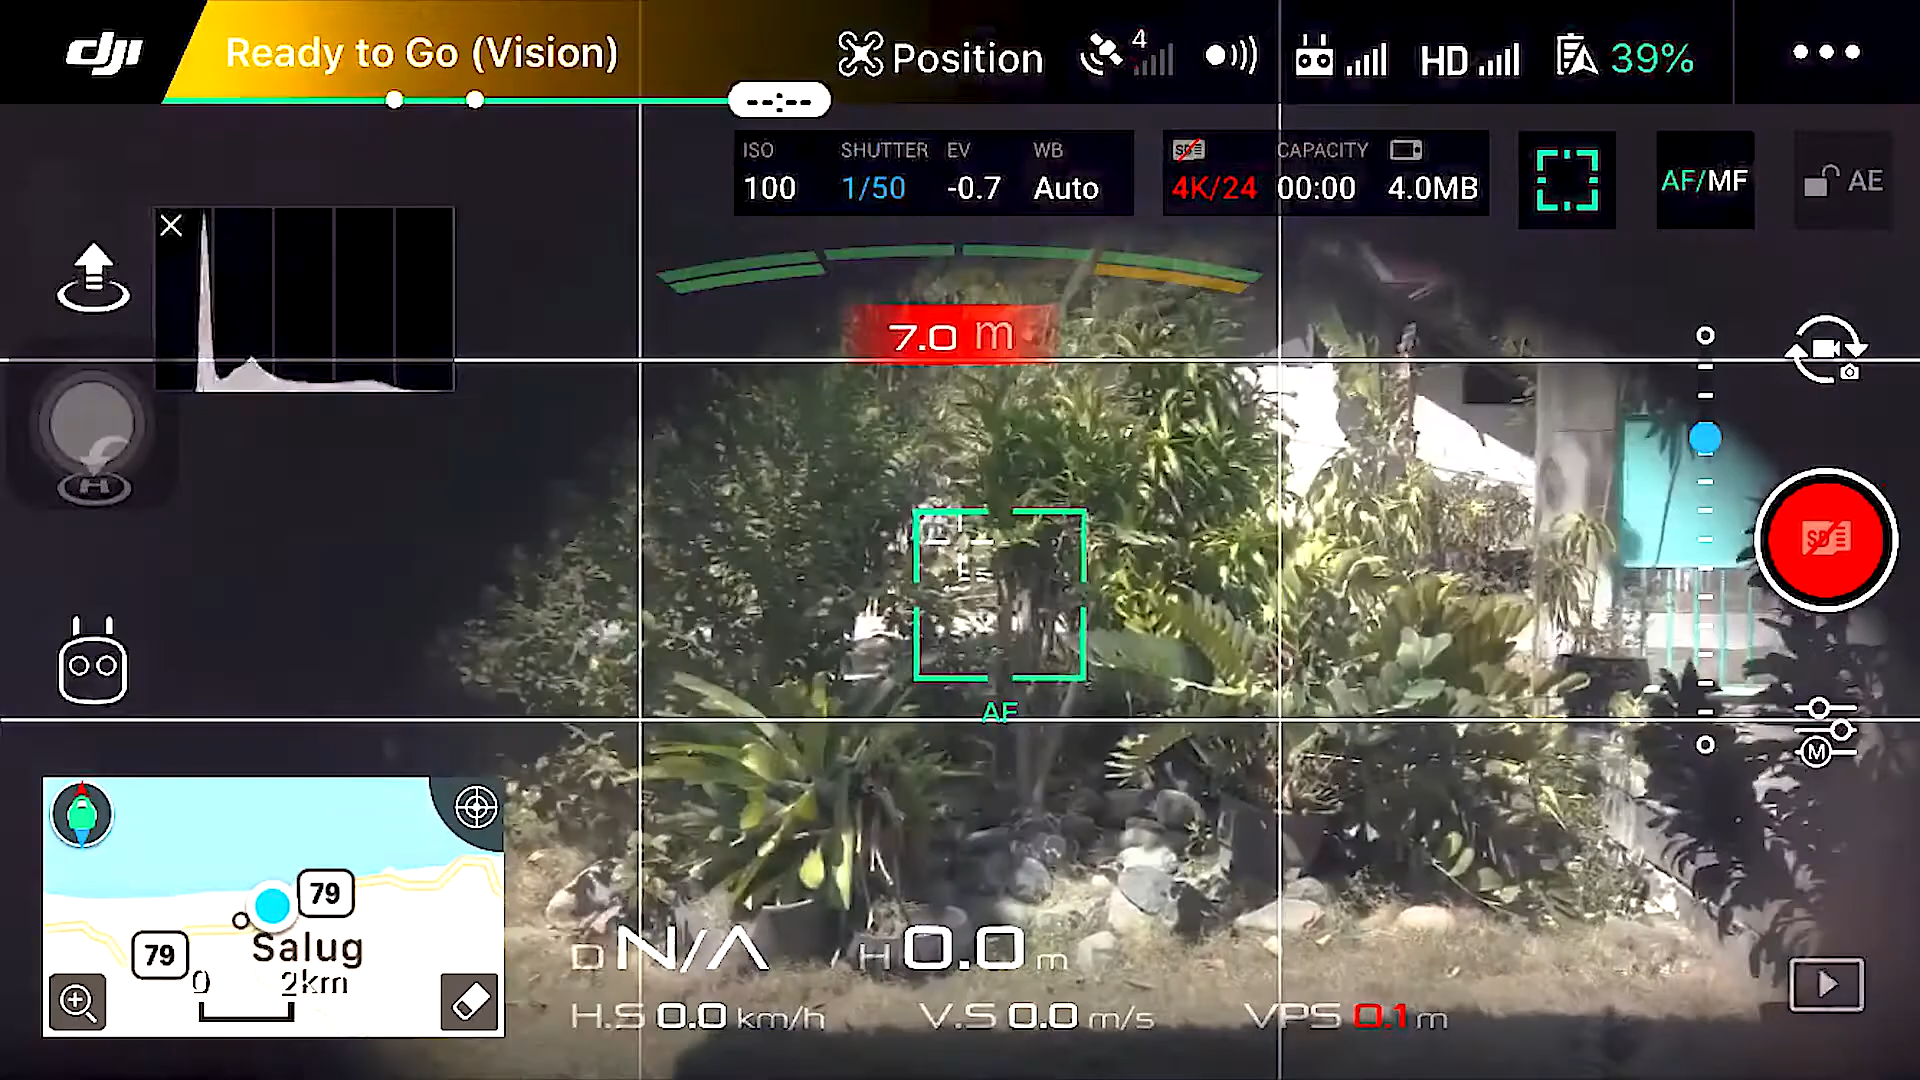 dji Ready to Go (Vision) Position 4 HD 39%
--:--
ISO SHUTTER EV WB SD CAPACITY
100 1/50 -0.7 Auto 4K/24 00:00 4.0MB AF/MF AE
7.0 m
H
SD
AF
M
79
Salug
79
0 2km
D N/A H 0.0 m
H.S 0.0 km/h V.S 0.0 m/s VPS 0.1 m